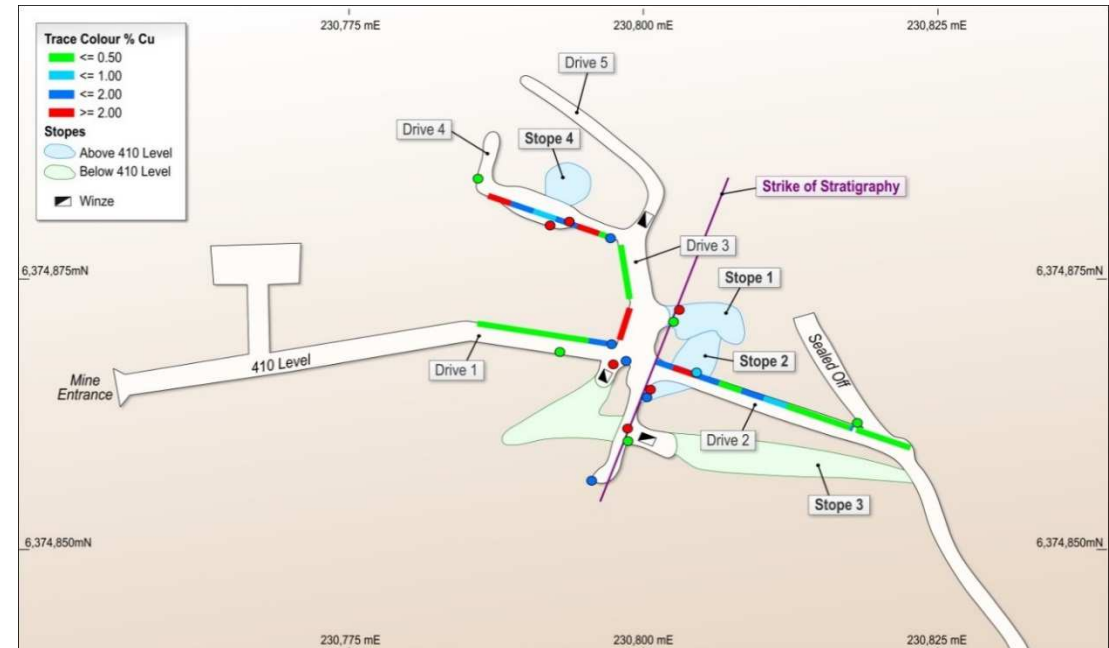 230,775 mE
230,800 mE
230,825 mE
Trace Colour % Cu
<= 0.50
<= 1.00
<= 2.00
>= 2.00
Stopes
Above 410 Level
Below 410 Level
Winze
Drive 5
Drive 4
Stope 4
Strike of Stratigraphy
Drive 3
6,374,875mN
6,374,875mN
Stope 1
Stope 2
Sealed Off
410 Level
Drive 1
Mine
Entrance
Drive 2
Stope 3
6,374,850mN
6,374,850mN
230,775 mE
230,800 mE
230,825 mE